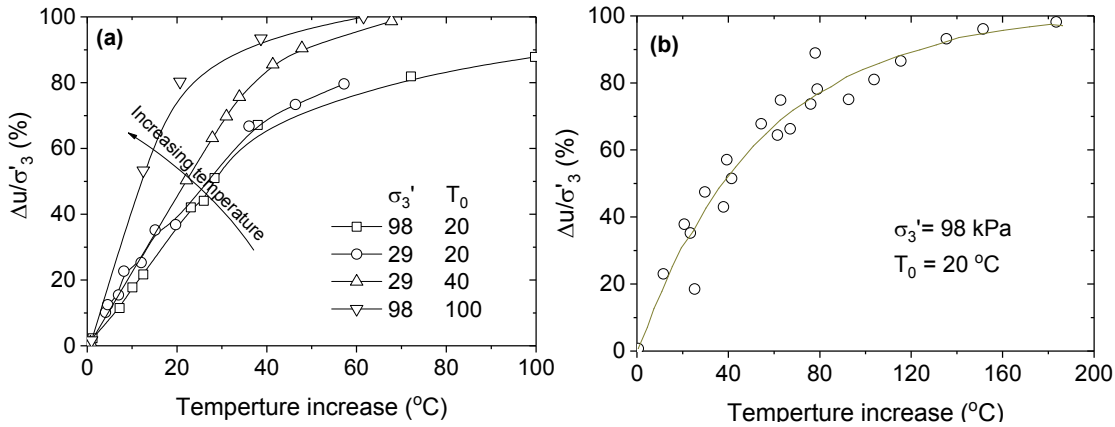 (a)
Δu/σ'₃ (%)
100
80
60
40
20
0
Increasing temperature
σ₃' T₀
98 20
29 20
29 40
98 100
0 20 40 60 80 100
Temperture increase (°C)
(b)
Δu/σ'₃ (%)
100
80
60
40
20
0
σ₃'= 98 kPa
T₀ = 20 °C
0 40 80 120 160 200
Temperture increase (°C)